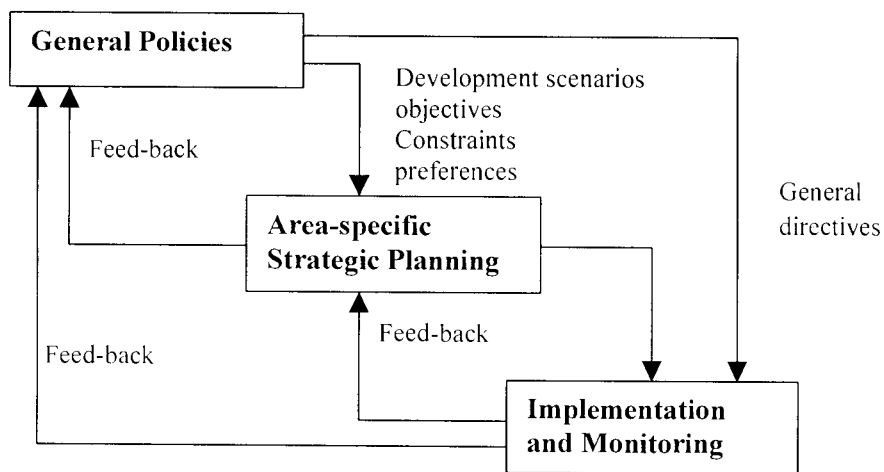 General Policies
Development scenarios
objectives
Constraints
preferences
Feed-back
General
directives
Area-specific
Strategic Planning
Feed-back
Feed-back
Implementation
and Monitoring